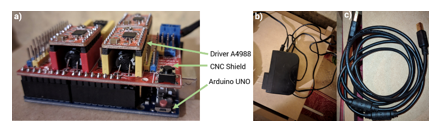 a)
b)
c)
Driver A4988
CNC Shield
Arduino UNO